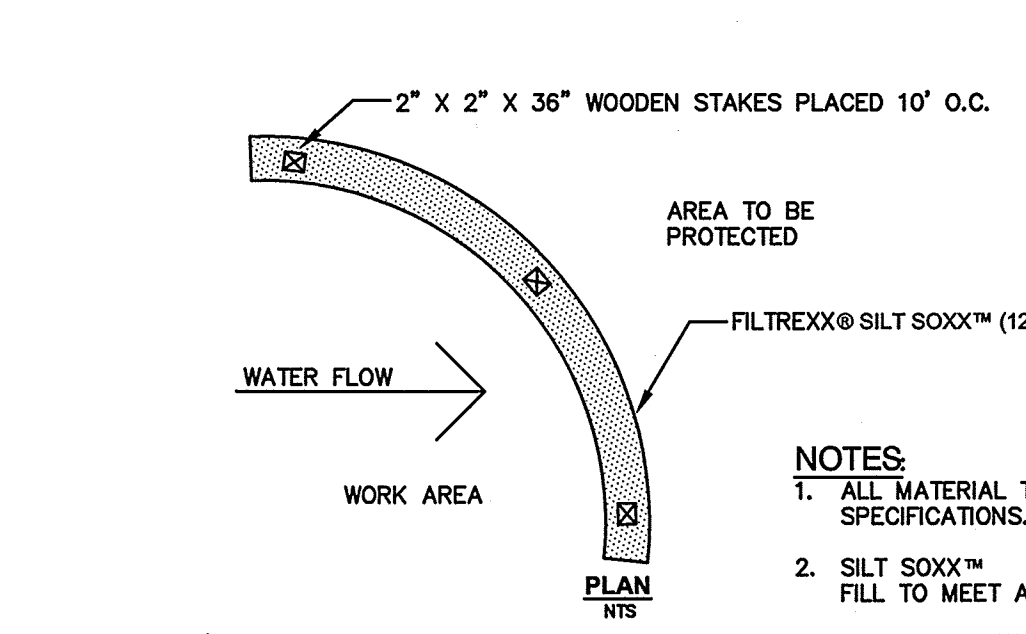 2" X 2" X 36" WOODEN STAKES PLACED 10' O.C.
AREA TO BE
PROTECTED
FILTREXX® SILT SOXX™ (12
WATER FLOW
WORK AREA
NOTES:
1. ALL MATERIAL
SPECIFICATIONS.
2. SILT SOXX™
FILL TO MEET
PLAN
NTS